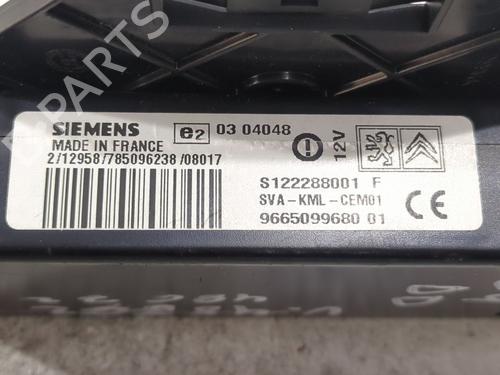 SIEMENS
MADE IN FRANCE
2/12958/785096238/08017
e2 03 04048
12V
S122288001 F
SVA-KML-CEM01
9665099680 01
CE
B-PARTS